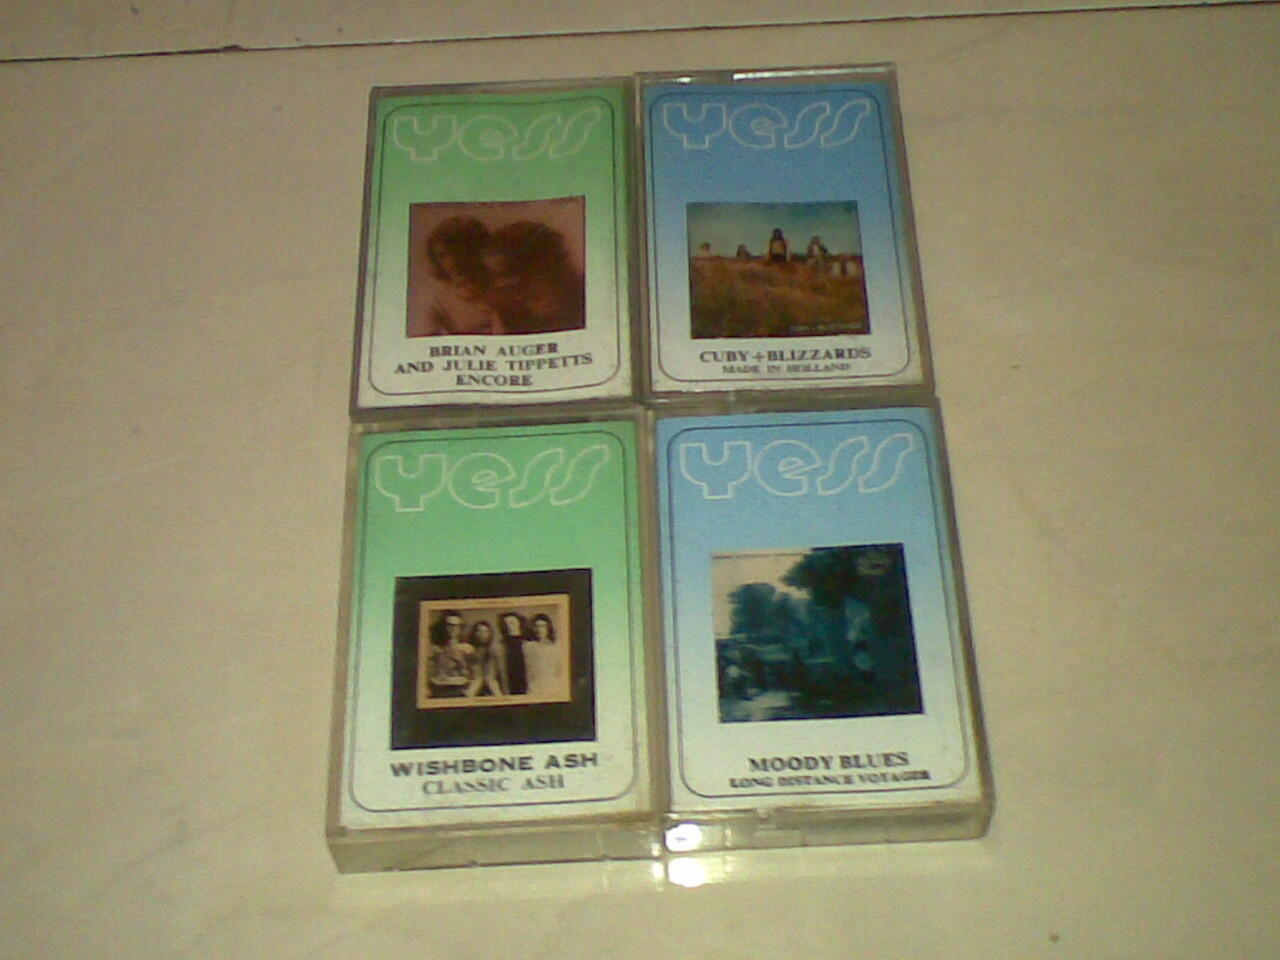 Yess
BRIAN AUGER
AND JULIE TIPPETTS
ENCORE
Yess
CUBY+BLIZZARDS
MADE IN HOLLAND
Yess
WISHBONE ASH
CLASSIC ASH
Yess
MOODY BLUES
LONG DISTANCE VOYAGER